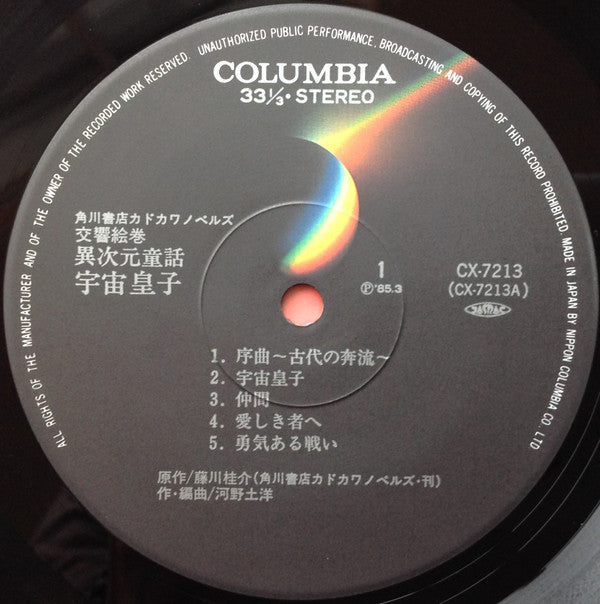 ALL RIGHTS OF THE MANUFACTURER AND OF THE OWNER OF THE RECORDED WORK RESERVED. UNAUTHORIZED PUBLIC PERFORMANCE, BROADCASTING AND COPYING OF THIS RECORD PROHIBITED. MADE IN JAPAN BY NIPPON COLUMBIA CO., LTD
COLUMBIA
33⅓・STEREO
角川書店カドカワノベルズ
交響絵巻
異次元童話
宇宙皇子
1
Ⓟ'85.3
CX-7213
(CX-7213A)
JASRAC
1. 序曲〜古代の奔流〜
2. 宇宙皇子
3. 仲間
4. 愛しき者へ
5. 勇気ある戦い
原作/藤川桂介(角川書店カドカワノベルズ・刊)
作・編曲/河野土洋